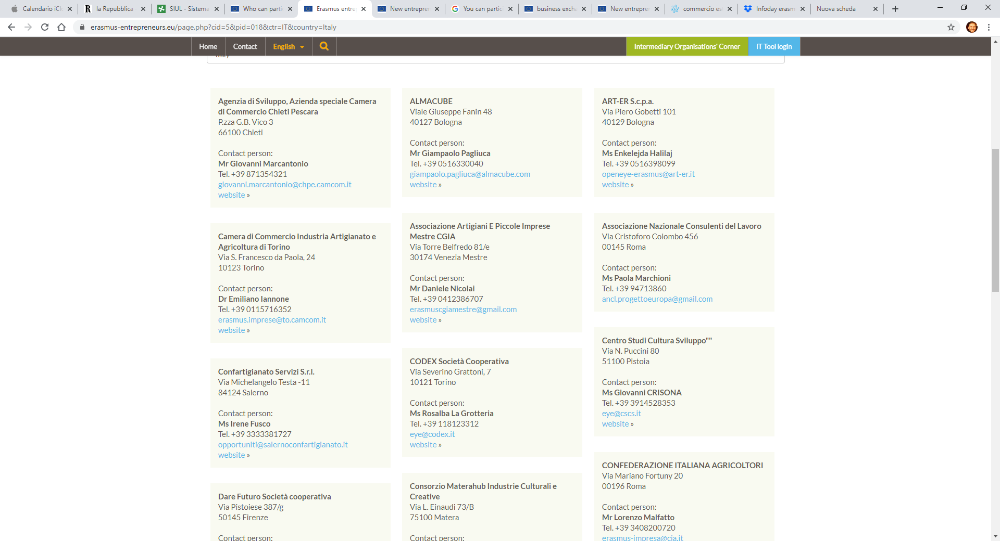 Calendario iClo
la Repubblica
SIUL - Sistema
Who can parti
Erasmus entre
New entrepren
You can partic
business excha
New entrepren
commercio est
Infoday erasm
Nuova scheda
erasmus-entrepreneurs.eu/page.php?cid=5&pid=018&ctr=IT&country=Italy
Home
Contact
English
Intermediary Organisations' Corner
IT Tool login
Italy
Agenzia di Sviluppo, Azienda speciale Camera
di Commercio Chieti Pescara
P.zza G.B. Vico 3
66100 Chieti
Contact person:
Mr Giovanni Marcantonio
Tel. +39 871354321
giovanni.marcantonio@chpe.camcom.it
website »
Camera di Commercio Industria Artigianato e
Agricoltura di Torino
Via S. Francesco da Paola, 24
10123 Torino
Contact person:
Dr Emiliano Iannone
Tel. +39 0115716352
erasmus.imprese@to.camcom.it
website »
Confartigianato Servizi S.r.l.
Via Michelangelo Testa -11
84124 Salerno
Contact person:
Ms Irene Fusco
Tel. +39 3333381727
opportuniti@salernoconfartigianato.it
website »
Dare Futuro Società cooperativa
Via Pistoiese 387/g
50145 Firenze
Contact person:
ALMACUBE
Viale Giuseppe Fanin 48
40127 Bologna
Contact person:
Mr Giampaolo Pagliuca
Tel. +39 0516330040
giampaolo.pagliuca@almacube.com
website »
Associazione Artigiani E Piccole Imprese
Mestre CGIA
Via Torre Belfredo 81/e
30174 Venezia Mestre
Contact person:
Mr Daniele Nicolai
Tel. +39 0412386707
erasmuscgiamestre@gmail.com
website »
CODEX Società Cooperativa
Via Severino Grattoni, 7
10121 Torino
Contact person:
Ms Rosalba La Grotteria
Tel. +39 118123312
eye@codex.it
website »
Consorzio Materahub Industrie Culturali e
Creative
Via L. Einaudi 73/B
75100 Matera
Contact person:
ART-ER S.c.p.a.
Via Piero Gobetti 101
40129 Bologna
Contact person:
Ms Enkelejda Halilaj
Tel. +39 0516398099
openeye-erasmus@art-er.it
website »
Associazione Nazionale Consulenti del Lavoro
Via Cristoforo Colombo 456
00145 Roma
Contact person:
Ms Paola Marchioni
Tel. +39 94713860
ancl.progettoeuropa@gmail.com
Centro Studi Cultura Sviluppo""
Via N. Puccini 80
51100 Pistoia
Contact person:
Ms Giovanni CRISONA
Tel. +39 3914528353
eye@cscs.it
website »
CONFEDERAZIONE ITALIANA AGRICOLTORI
Via Mariano Fortuny 20
00196 Roma
Contact person:
Mr Lorenzo Malfatto
Tel. +39 3408200720
erasmus-impresa@cia.it